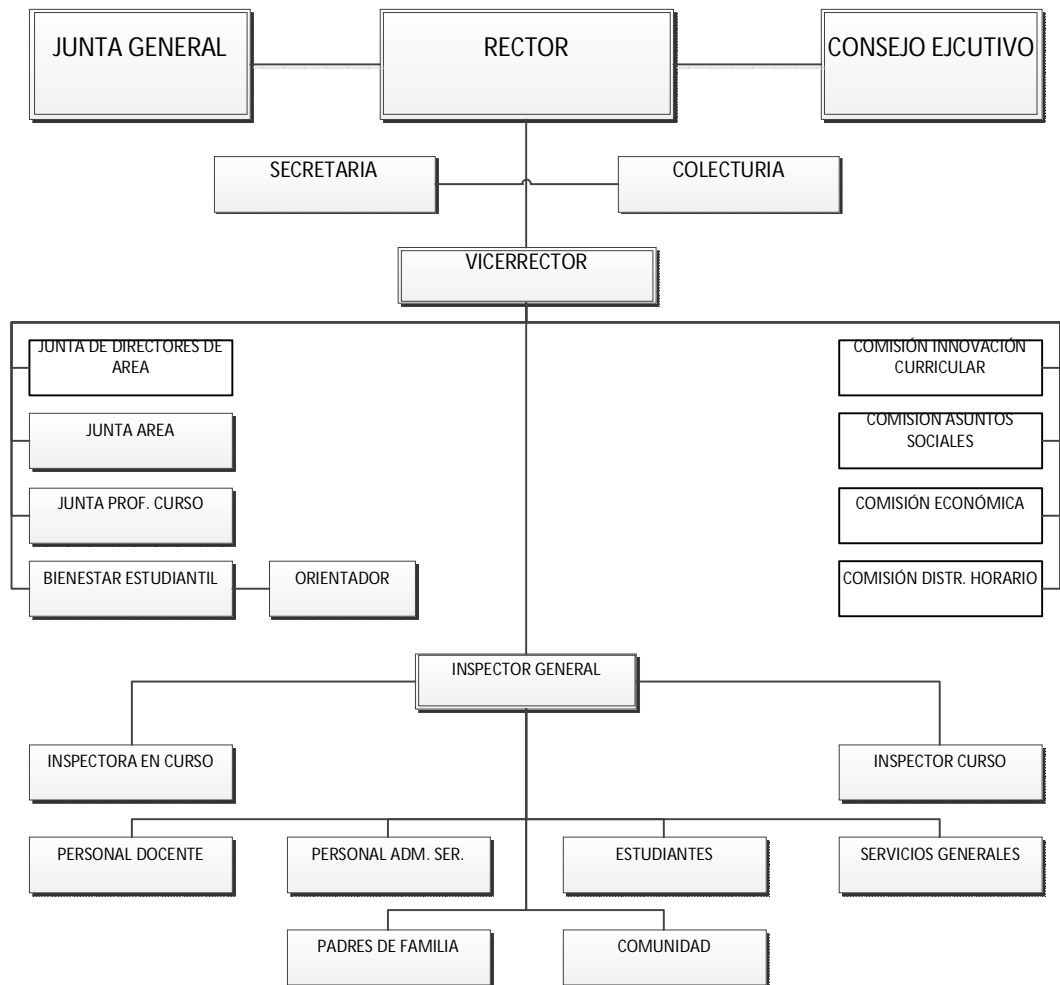 JUNTA GENERAL
RECTOR
CONSEJO EJCUTIVO
SECRETARIA
COLECTURIA
VICERRECTOR
JUNTA DE DIRECTORES DE
AREA
COMISIÓN INNOVACIÓN
CURRICULAR
JUNTA AREA
COMISION ASUNTOS
SOCIALES
JUNTA PROF. CURSO
COMISIÓN ECONÓMICA
BIENESTAR ESTUDIANTIL
ORIENTADOR
COMISIÓN DISTR. HORARIO
INSPECTOR GENERAL
INSPECTORA EN CURSO
INSPECTOR CURSO
PERSONAL DOCENTE
PERSONAL ADM. SER.
ESTUDIANTES
SERVICIOS GENERALES
PADRES DE FAMILIA
COMUNIDAD